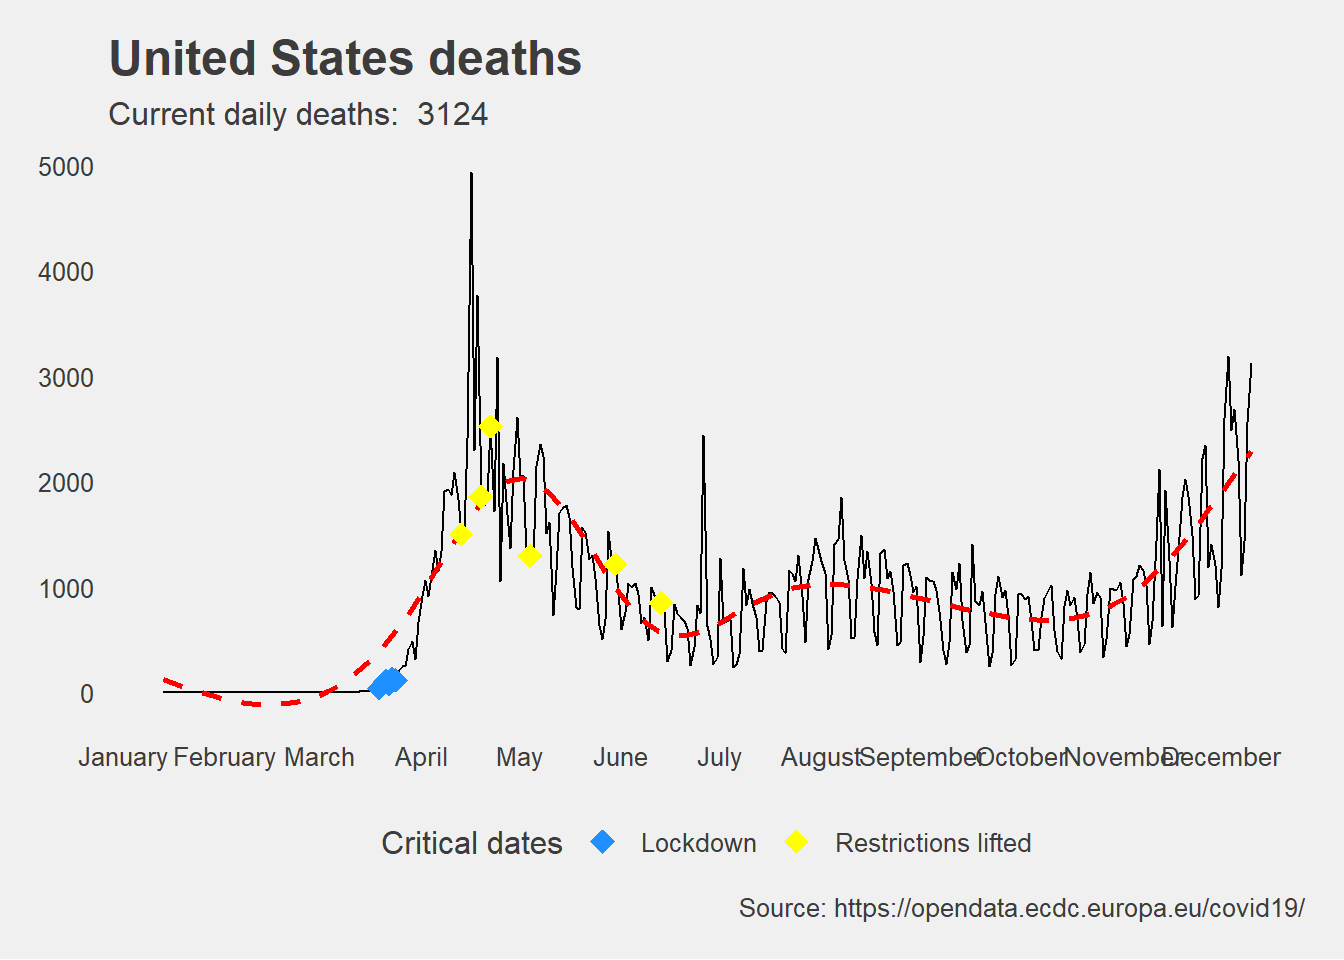 United States deaths
Current daily deaths:  3124
5000
4000
3000
2000
1000
0
January February March April May June July August September October November December
Critical dates Lockdown Restrictions lifted
Source: https://opendata.ecdc.europa.eu/covid19/